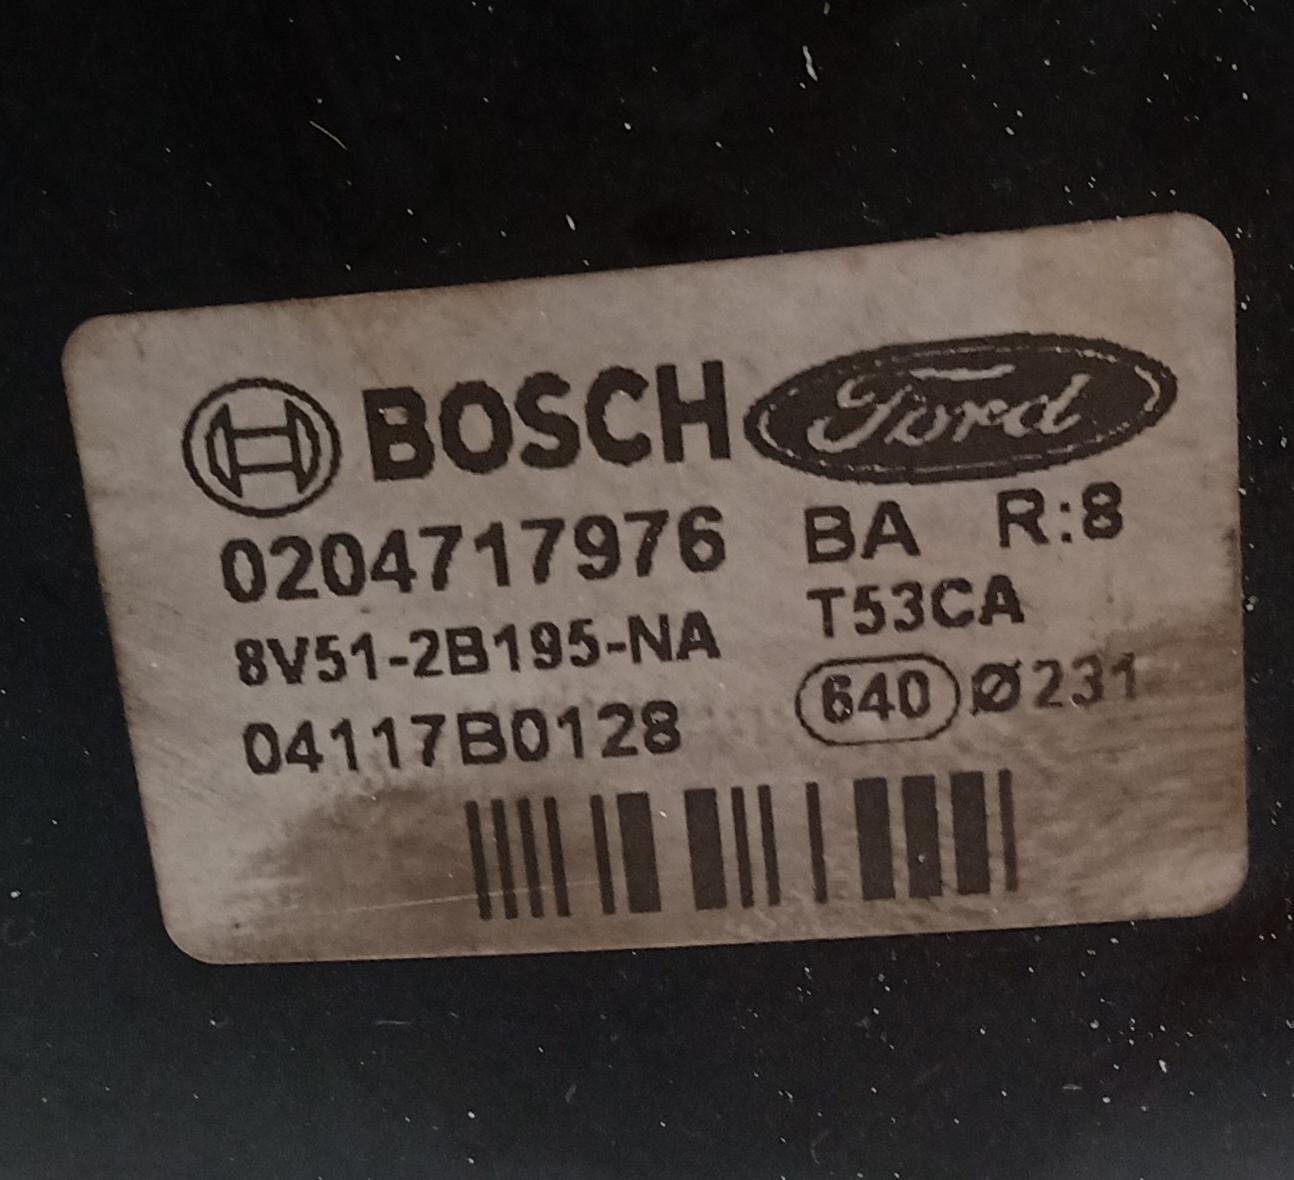 BOSCH Ford
0204717976 BA R:8
8V51-2B195-NA T53CA
04117B0128 640 Ø231